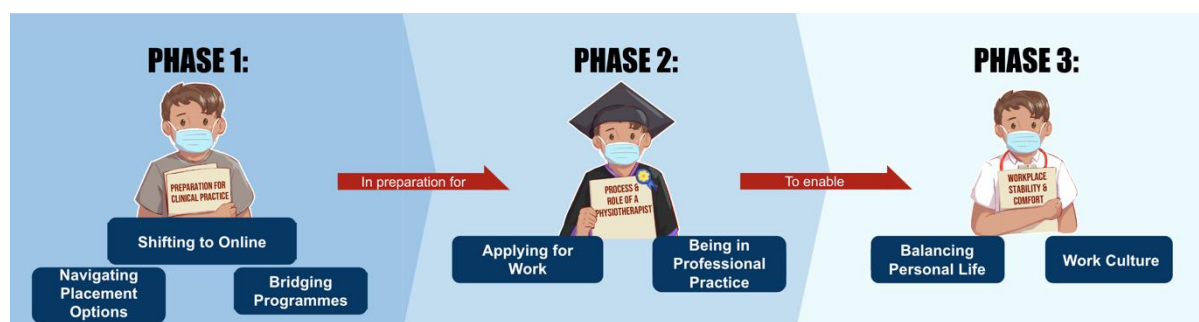 PHASE 1:
PREPARATION FOR
CLINICAL PRACTICE
Shifting to Online
Navigating
Placement
Options
Bridging
Programmes
In preparation for
PHASE 2:
PROCESS &
ROLE OF A
PHYSIOTHERAPIST
Applying for
Work
Being in
Professional
Practice
To enable
PHASE 3:
WORKPLACE
STABILITY &
COMFORT
Balancing
Personal Life
Work Culture